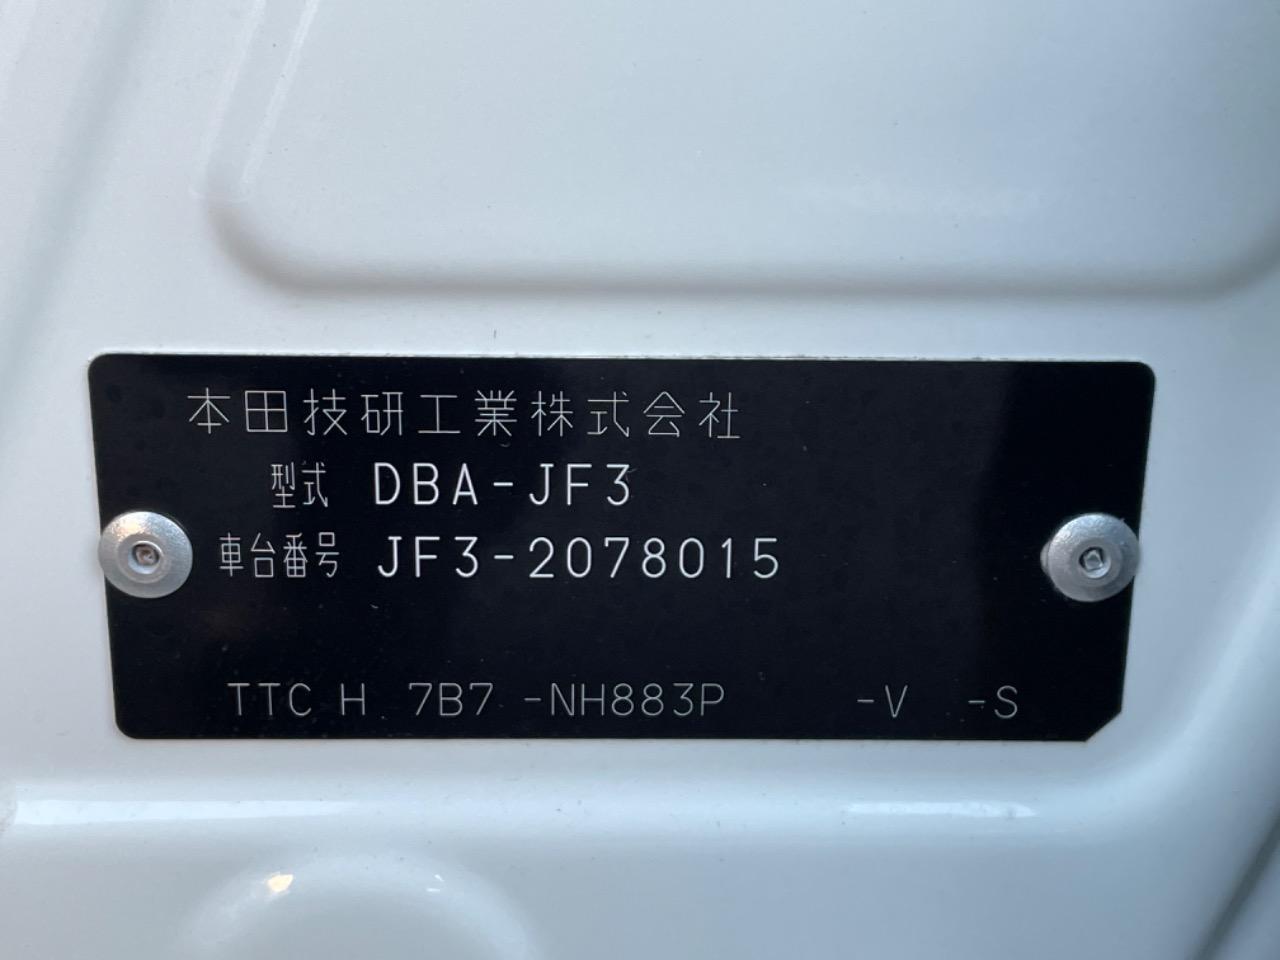 本田技研工業株式会社
型式 DBA-JF3
車台番号 JF3-2078015
TTC H 7B7 -NH883P -V -S